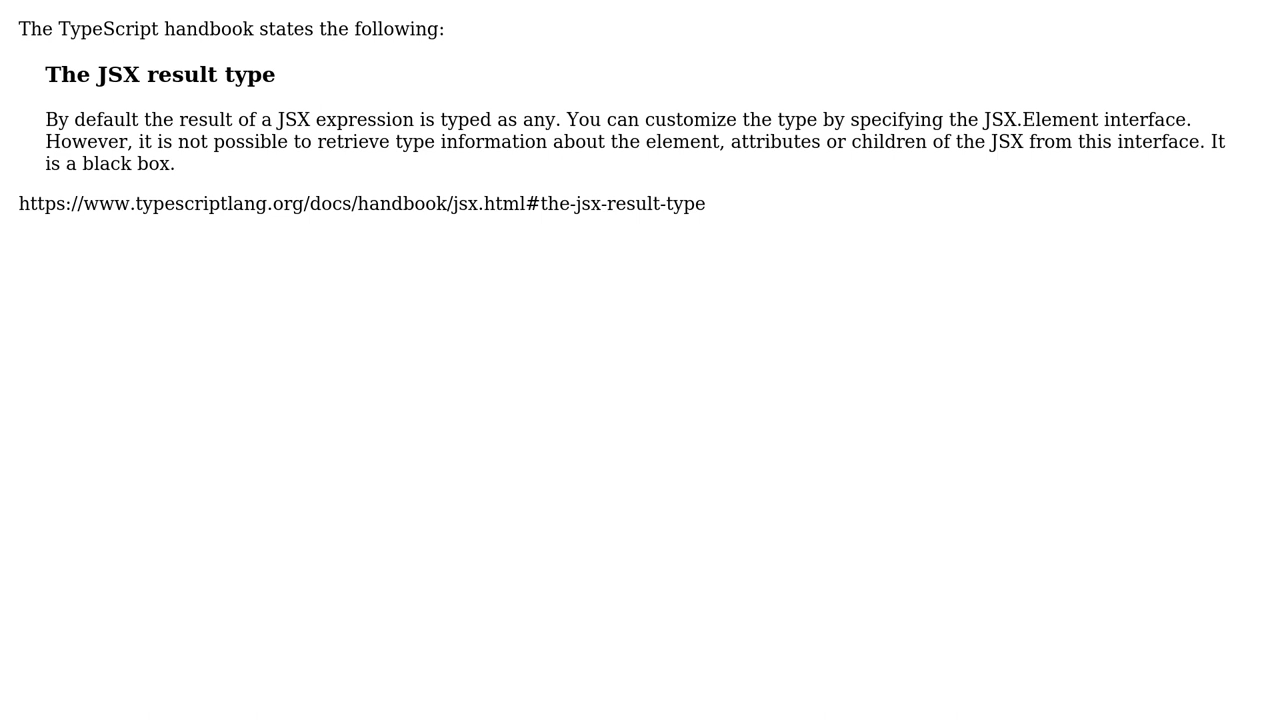 The TypeScript handbook states the following:
The JSX result type
By default the result of a JSX expression is typed as any. You can customize the type by specifying the JSX.Element interface.
However, it is not possible to retrieve type information about the element, attributes or children of the JSX from this interface. It
is a black box.
https://www.typescriptlang.org/docs/handbook/jsx.html#the-jsx-result-type